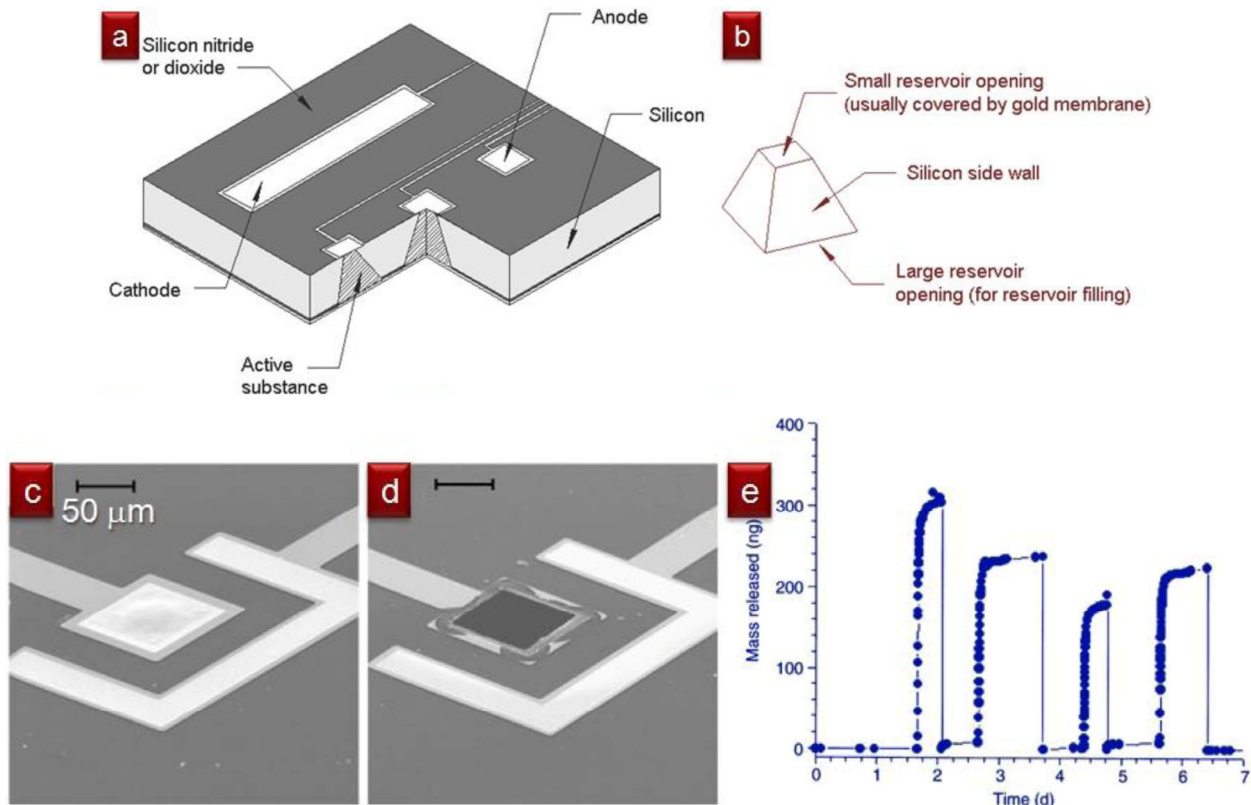 a
Silicon nitride
or dioxide
Anode
Silicon
Cathode
Active
substance
b
Small reservoir opening
(usually covered by gold membrane)
Silicon side wall
Large reservoir
opening (for reservoir filling)
c
50 μm
d
e
Mass released (ng)
400
300
200
100
0
0 1 2 3 4 5 6 7
Time (d)